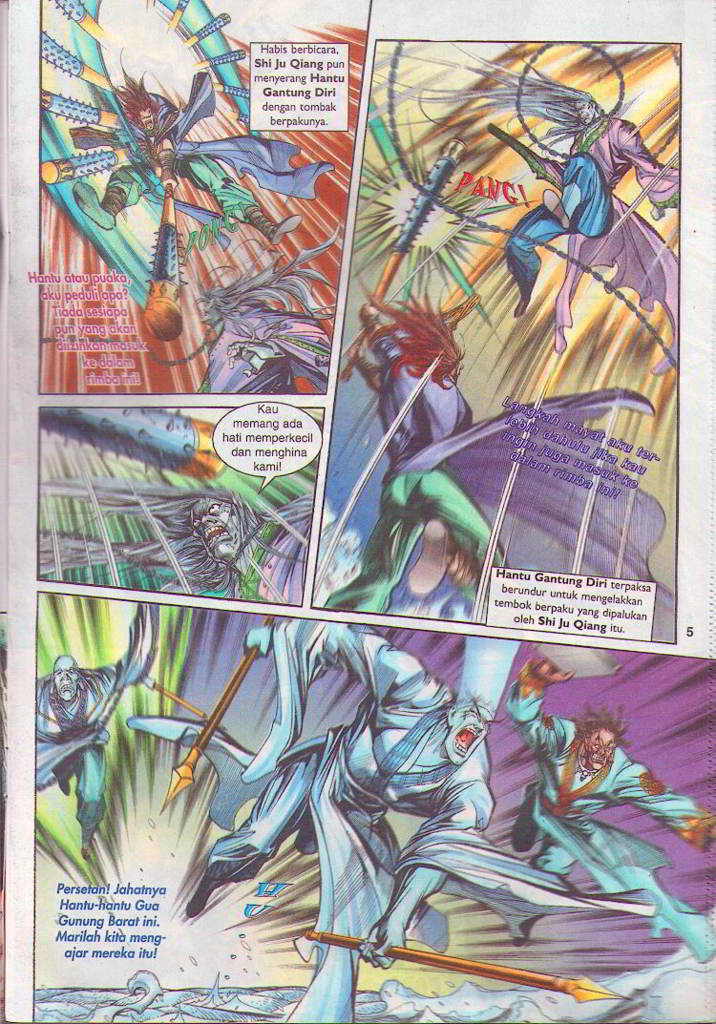 Habis berbicara,
Shi Ju Qiang pun
menyerang Hantu
Gantung Diri
dengan tombak
berpakunya.
PONG
Hantu atau puaka,
aku peduli apa?
Tiada sesiapa
pun yang akan
diizinkan masuk
ke dalam
rimba ini!
PANG!
Langkah mayat aku ter-
lebih dahulu jika kau
ingin juga masuk ke
dalam rimba ini!
Hantu Gantung Diri terpaksa
berundur untuk mengelakkan
tembok berpaku yang dipalukan
oleh Shi Ju Qiang itu.
Kau
memang ada
hati memperkecil
dan menghina
kami!
5
Persetan! Jahatnya
Hantu-hantu Gua
Gunung Barat ini.
Marilah kita meng-
ajar mereka itu!
HU